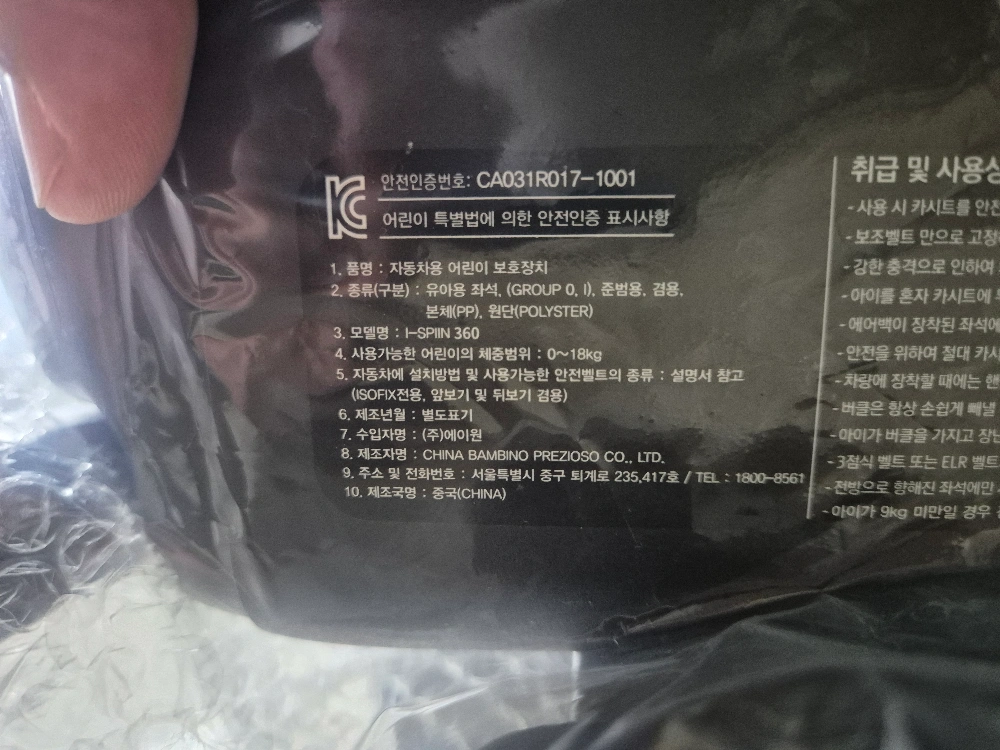 KC
안전인증번호: CA031R017-1001
어린이 특별법에 의한 안전인증 표시사항
1. 품명 : 자동차용 어린이 보호장치
2. 종류(구분) : 유아용 좌석, (GROUP 0, I), 준범용, 겸용,
본체(PP), 원단(POLYSTER)
3. 모델명 : I-SPIIN 360
4. 사용가능한 어린이의 체중범위 : 0~18kg
5. 자동차에 설치방법 및 사용가능한 안전벨트의 종류 : 설명서 참고
(ISOFIX전용, 앞보기 및 뒤보기 겸용)
6. 제조년월 : 별도표기
7. 수입자명 : (주)에이원
8. 제조자명 : CHINA BAMBINO PREZIOSO CO., LTD.
9. 주소 및 전화번호 : 서울특별시 중구 퇴계로 235,417호 / TEL : 1800-8561
10. 제조국명 : 중국(CHINA)
취급 및 사용상
- 사용 시 카시트를 안전
- 보조벨트 만으로 고정
- 강한 충격으로 인하여
- 아이를 혼자 카시트에
- 에어백이 장착된 좌석에
- 안전을 위하여 절대 카시
- 차량에 장착할 때에는 핸
- 버클은 항상 손쉽게 빼낼
- 아이가 버클을 가지고 장난
- 3점식 벨트 또는 ELR 벨트
- 전방으로 향해진 좌석에만
- 아이가 9kg 미만일 경우